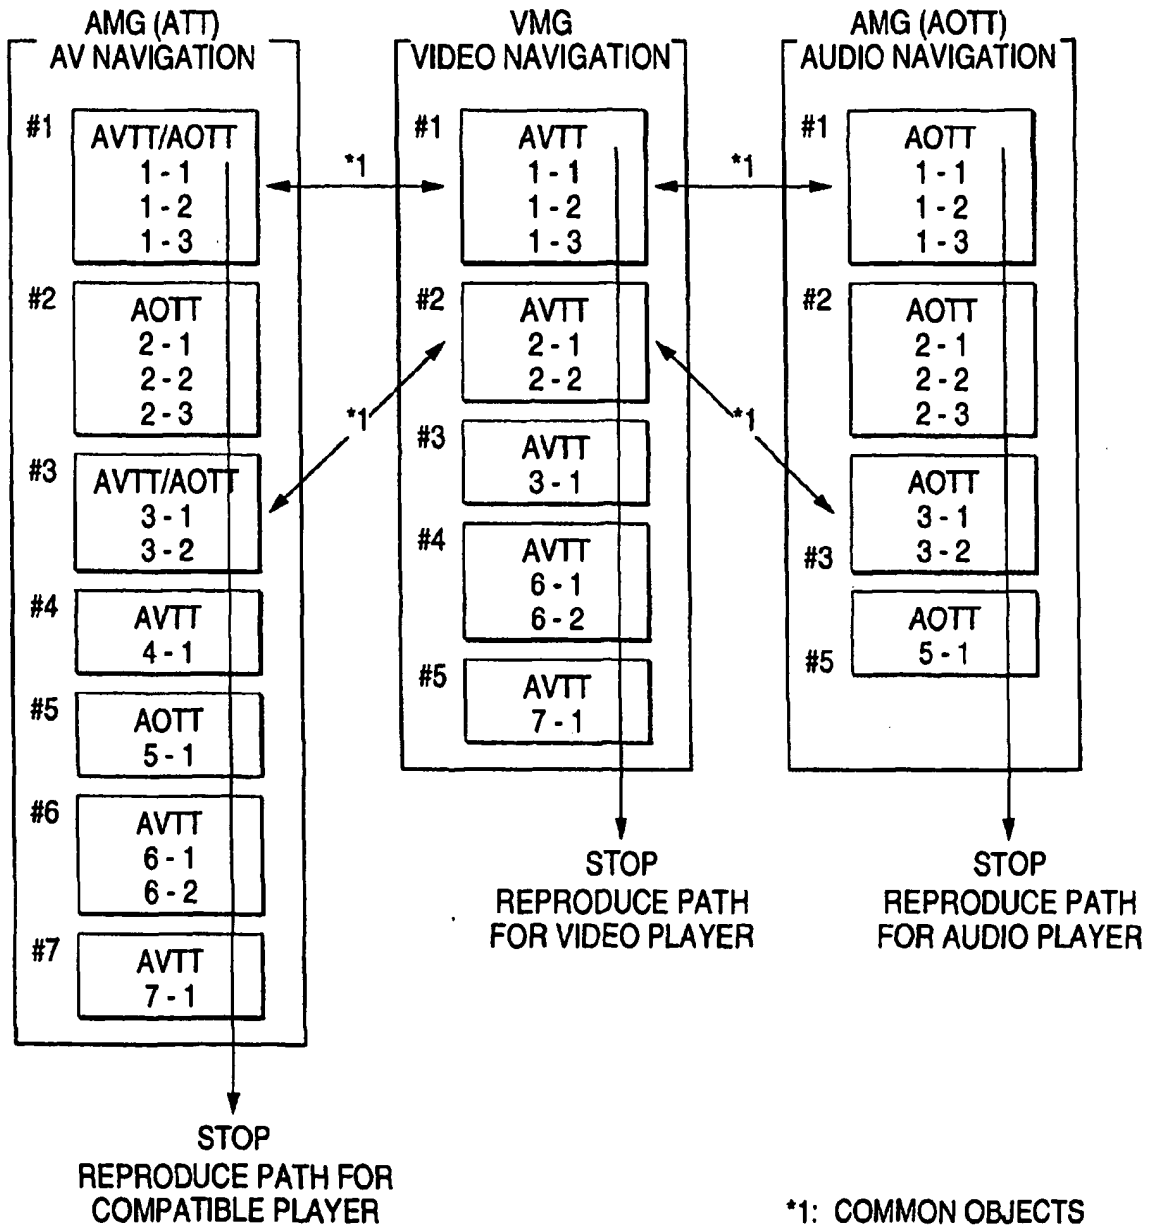 AMG (ATT)
AV NAVIGATION
#1
AVTT/AOTT
1 - 1
1 - 2
1 - 3
#2
AOTT
2 - 1
2 - 2
2 - 3
#3
AVTT/AOTT
3 - 1
3 - 2
#4
AVTT
4 - 1
#5
AOTT
5 - 1
#6
AVTT
6 - 1
6 - 2
#7
AVTT
7 - 1
STOP
REPRODUCE PATH FOR
COMPATIBLE PLAYER
*1
*1
VMG
VIDEO NAVIGATION
#1
AVTT
1 - 1
1 - 2
1 - 3
#2
AVTT
2 - 1
2 - 2
#3
AVTT
3 - 1
#4
AVTT
6 - 1
6 - 2
#5
AVTT
7 - 1
STOP
REPRODUCE PATH
FOR VIDEO PLAYER
*1
*1
AMG (AOTT)
AUDIO NAVIGATION
#1
AOTT
1 - 1
1 - 2
1 - 3
#2
AOTT
2 - 1
2 - 2
2 - 3
AOTT
3 - 1
3 - 2
#3
AOTT
5 - 1
#5
STOP
REPRODUCE PATH
FOR AUDIO PLAYER
*1: COMMON OBJECTS